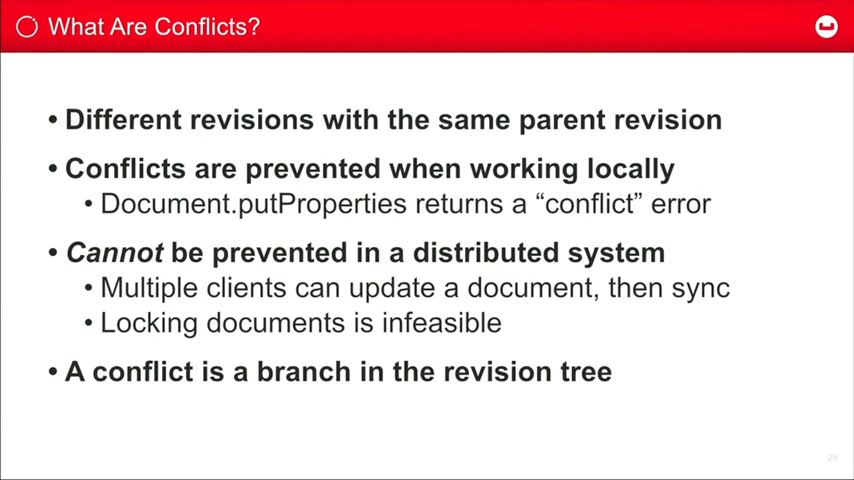 What Are Conflicts?
• Different revisions with the same parent revision
• Conflicts are prevented when working locally
• Document.putProperties returns a “conflict” error
• Cannot be prevented in a distributed system
• Multiple clients can update a document, then sync
• Locking documents is infeasible
• A conflict is a branch in the revision tree
26